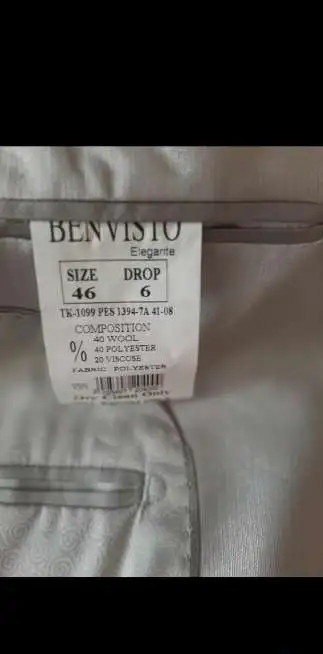 BENVISTO
Elegante
SIZE DROP
46 6
TK-1099 PES 1394-7A 41-08
COMPOSITION
%
40 WOOL
40 POLYESTER
20 VISCOSE
FABRIC POLYESTER
Dry Clean Only